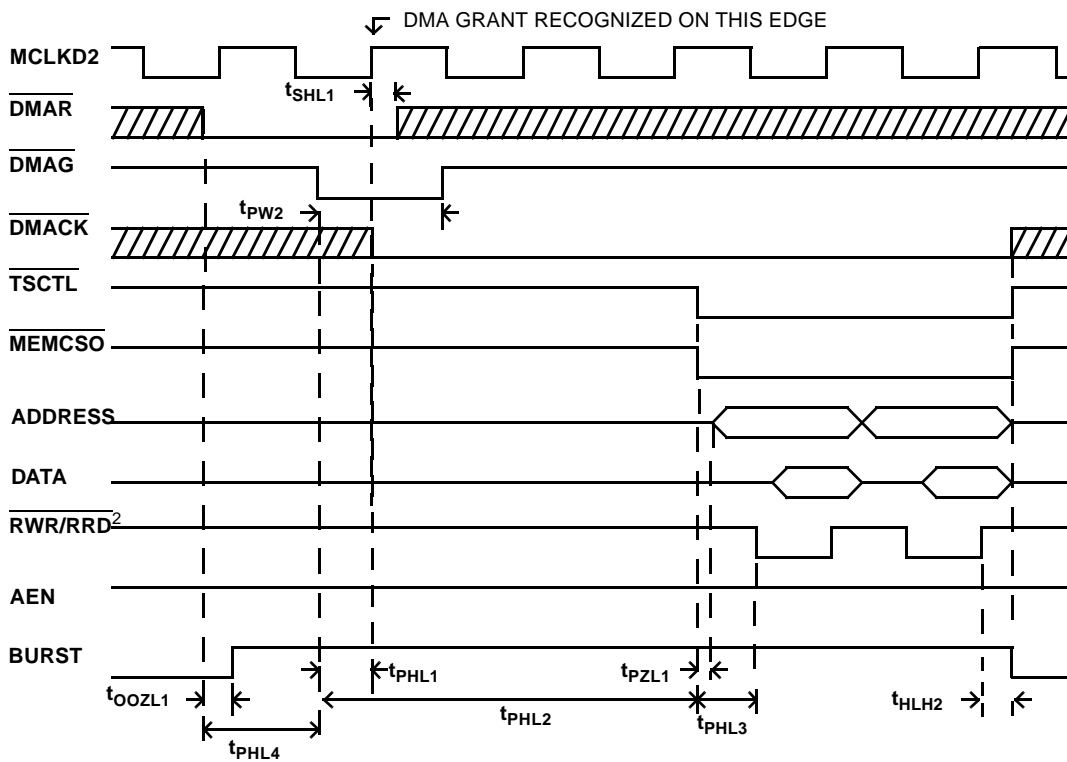 DMA GRANT RECOGNIZED ON THIS EDGE
MCLKD2
tSHL1
DMAR
DMAG
tPW2
DMACK
TSCTL
MEMCSO
ADDRESS
DATA
RWR/RRD2
AEN
BURST
tPHL1
tPZL1
tOOZL1
tPHL2
tPHL3
tHLH2
tPHL4